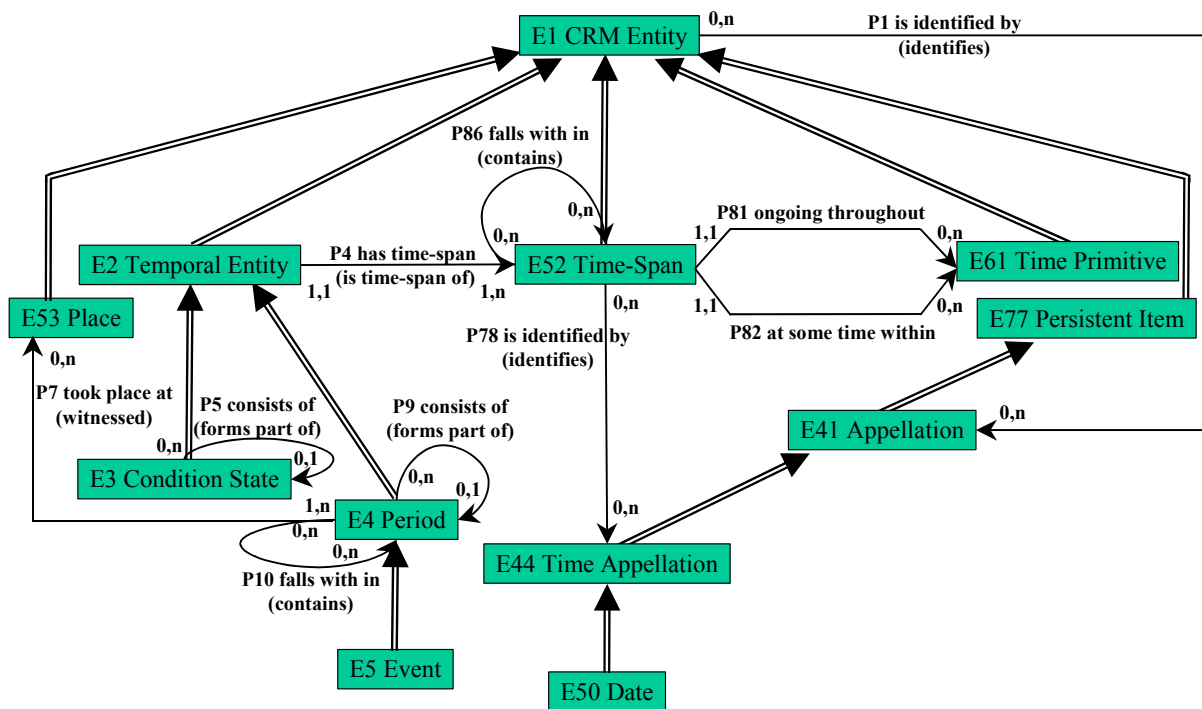 0,n
P1 is identified by
E1 CRM Entity
(identifies)
P86 falls with in
(contains)
0,n
P81 ongoing throughout
0,n
P4 has time-span
1,1
0,n
E2 Temporal Entity
E52 Time-Span
E61 Time Primitive
(is time-span of)
1,1
1,n
0,n
1,1
0,n
E53 Place
E77 Persistent Item
P78 is identified by
P82 at some time within
0,n
(identifies)
P7 took place at
P5 consists of
P9 consists of
(witnessed)
(forms part of)
(forms part of)
0,n
E41 Appellation
0,n
0,1
0,n
E3 Condition State
0,1
1,n
0,n
E4 Period
0,n
0,n
E44 Time Appellation
P10 falls with in
(contains)
E5 Event
E50 Date